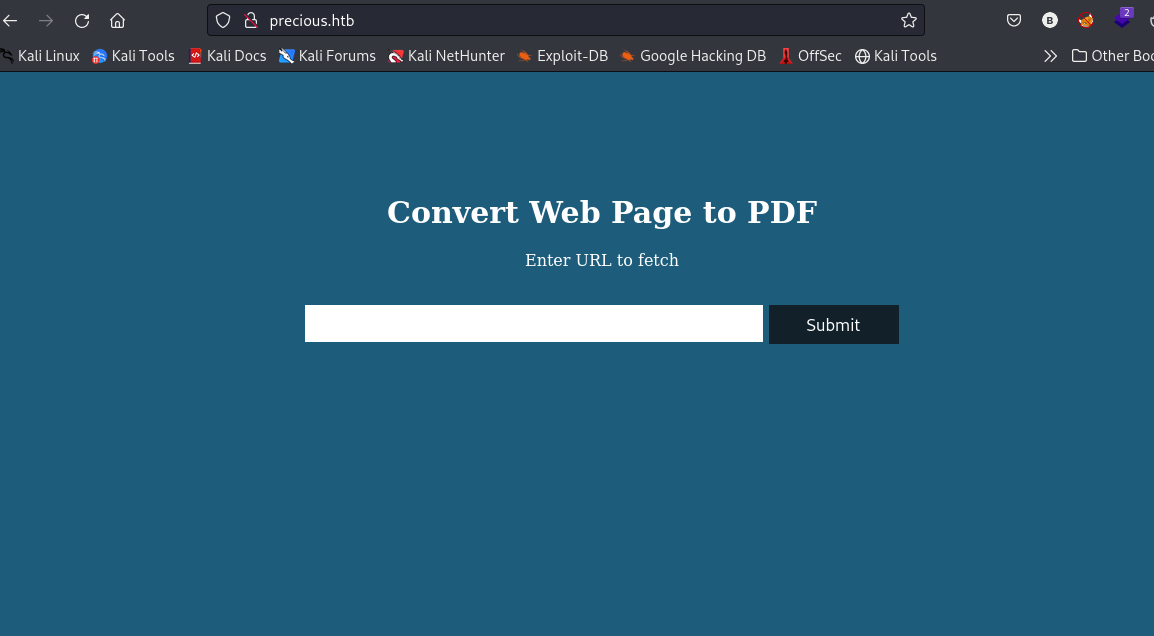 precious.htb
B
2
Kali Linux Kali Tools Kali Docs Kali Forums Kali NetHunter Exploit-DB Google Hacking DB OffSec Kali Tools Other Boo
Convert Web Page to PDF
Enter URL to fetch
Submit